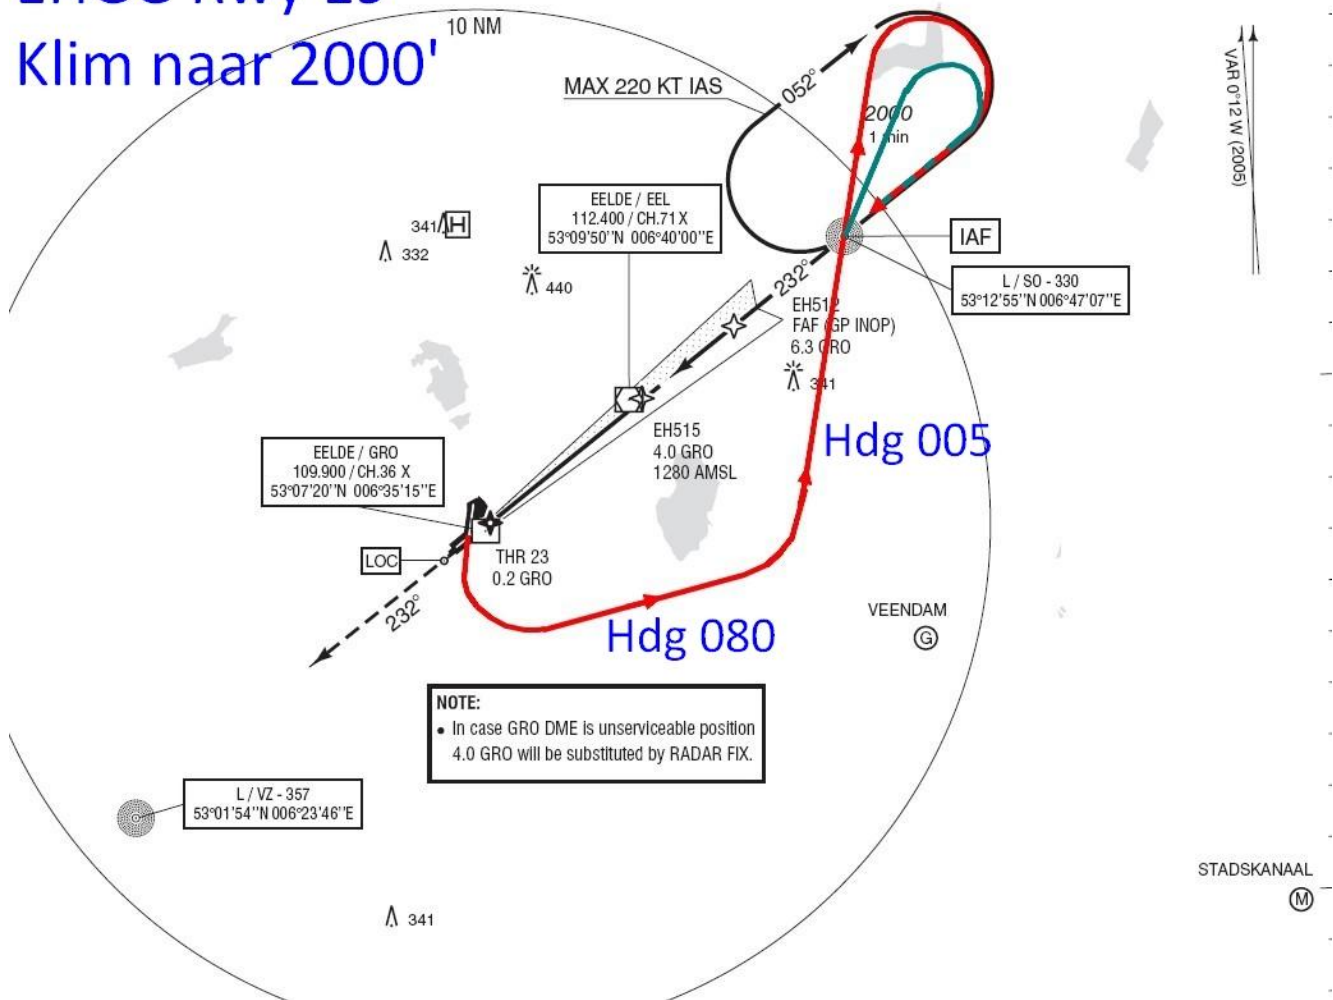 Klim naar 2000'
10 NM
MAX 220 KT IAS
052°
2000
1 min
VAR 0°12 W (2005)
EELDE / EEL
112.400 / CH.71 X
53°09'50''N 006°40'00''E
341
H
332
440
IAF
232°
L / SO - 330
53°12'55''N 006°47'07''E
EH512
FAF (GP INOP)
6.3 GRO
341
EH515
4.0 GRO
1280 AMSL
Hdg 005
EELDE / GRO
109.900 / CH.36 X
53°07'20''N 006°35'15''E
LOC
THR 23
0.2 GRO
232°
Hdg 080
VEENDAM
G
NOTE:
• In case GRO DME is unserviceable position
4.0 GRO will be substituted by RADAR FIX.
L / VZ - 357
53°01'54''N 006°23'46''E
STADSKANAAL
M
341